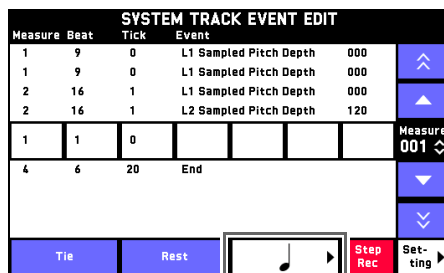 SYSTEM TRACK EVENT EDIT
Measure Beat Tick Event
1 9 0 L1 Sampled Pitch Depth 000
1 9 0 L1 Sampled Pitch Depth 000
2 16 1 L1 Sampled Pitch Depth 000
2 16 1 L2 Sampled Pitch Depth 120
Measure
001
1 1 0
4 6 20 End
Tie Rest Step Rec Set-ting